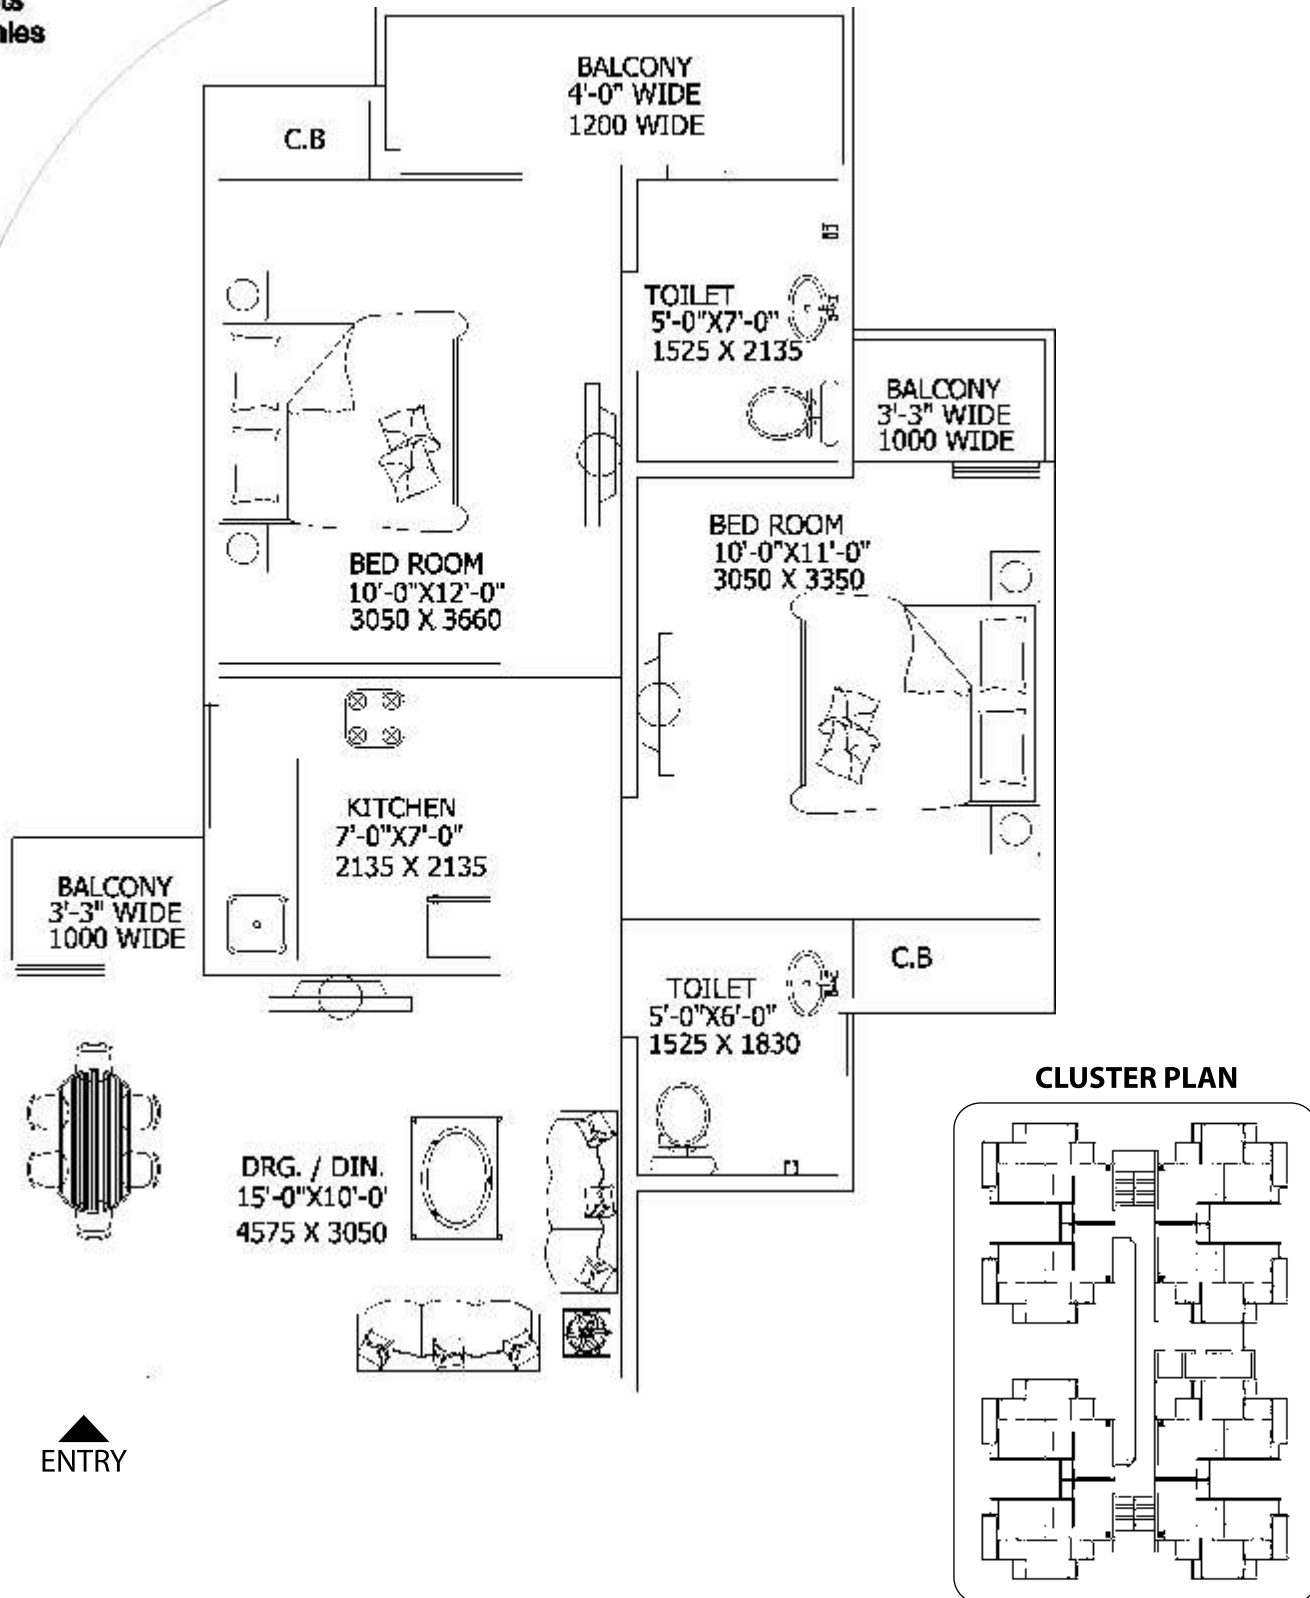 BALCONY
4'-0" WIDE
1200 WIDE
C.B
TOILET
5'-0"X7'-0"
1525 X 2135
BALCONY
3'-3" WIDE
1000 WIDE
BED ROOM
10'-0"X11'-0"
3050 X 3350
BED ROOM
10'-0"X12'-0"
3050 X 3660
KITCHEN
7'-0"X7'-0"
2135 X 2135
BALCONY
3'-3" WIDE
1000 WIDE
C.B
TOILET
5'-0"X6'-0"
1525 X 1830
DRG. / DIN.
15'-0"X10'-0'
4575 X 3050
ENTRY
CLUSTER PLAN